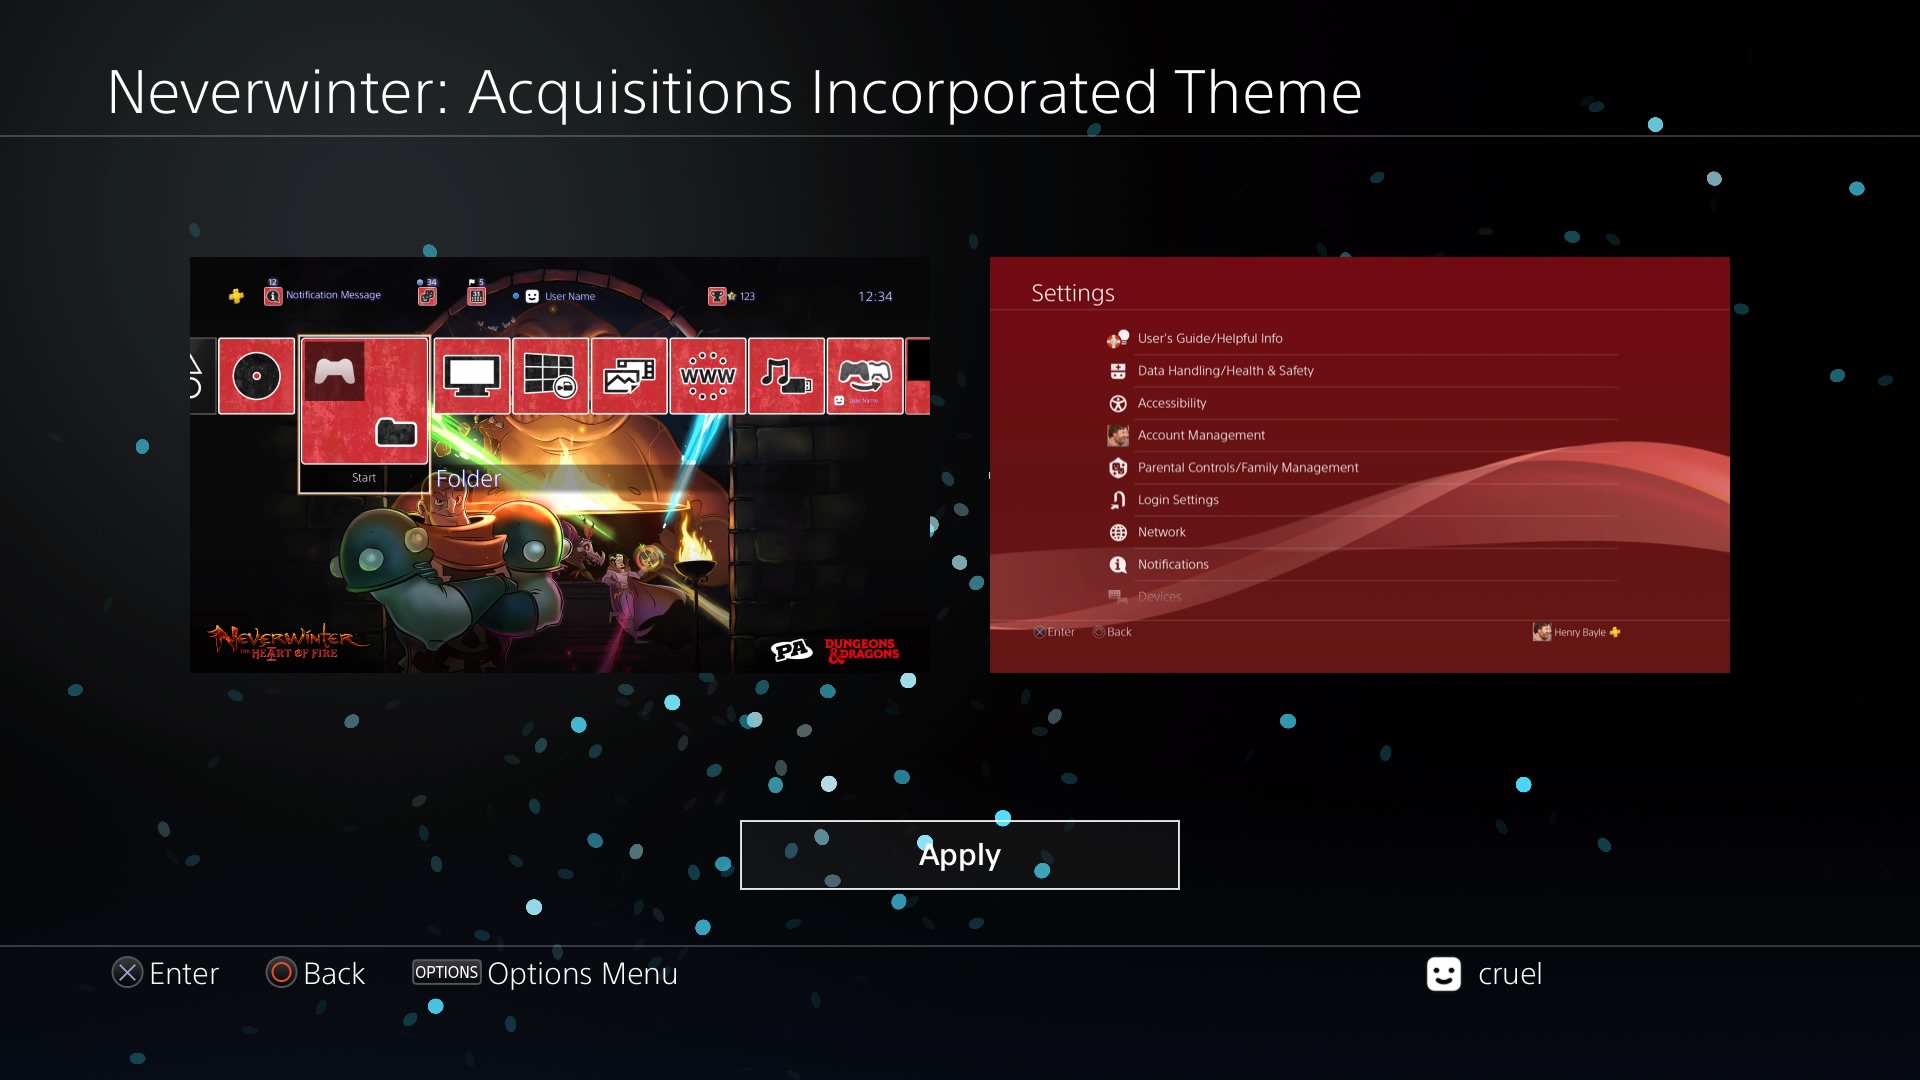 Neverwinter: Acquisitions Incorporated Theme
12
Notification Message
34
5
User Name
123
12:34
WWW
User Name
Start
Folder
NEVERWINTER
THE HEART OF FIRE
PA
DUNGEONS
& DRAGONS
Settings
User's Guide/Helpful Info
Data Handling/Health & Safety
Accessibility
Account Management
Parental Controls/Family Management
Login Settings
Network
Notifications
Devices
Enter
Back
Henry Bayle
Apply
Enter
Back
OPTIONS Options Menu
cruel